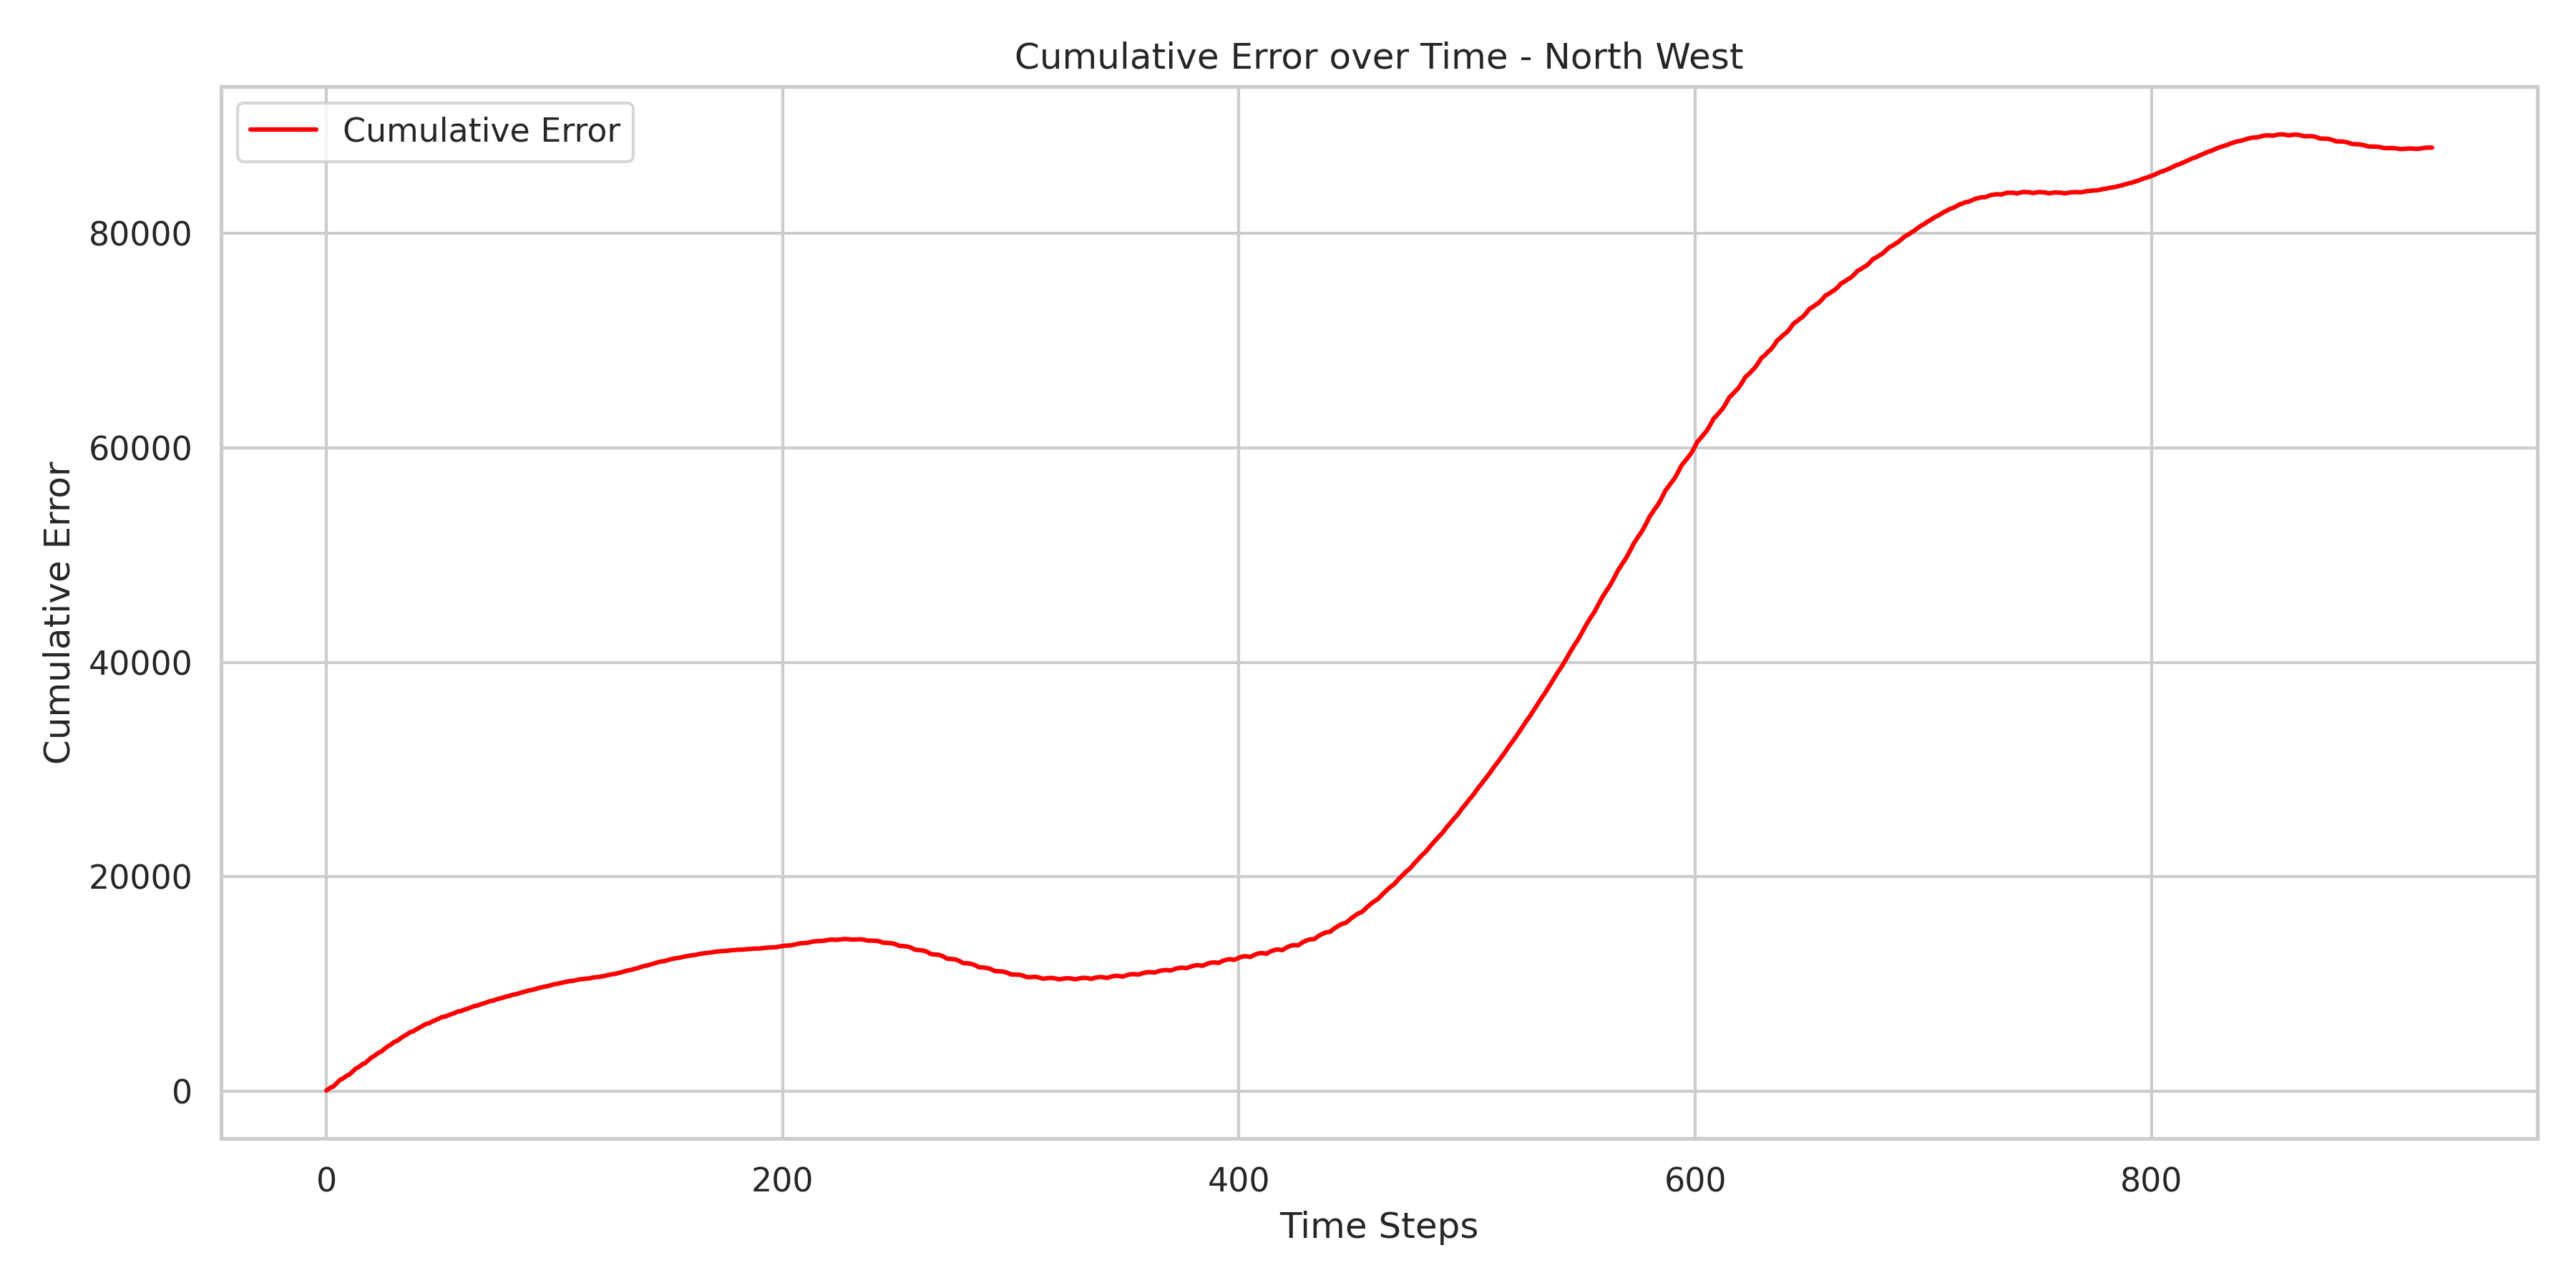 Cumulative Error over Time - North West
Cumulative Error
80000
60000
40000
20000
0
Cumulative Error
0 200 400 600 800
Time Steps